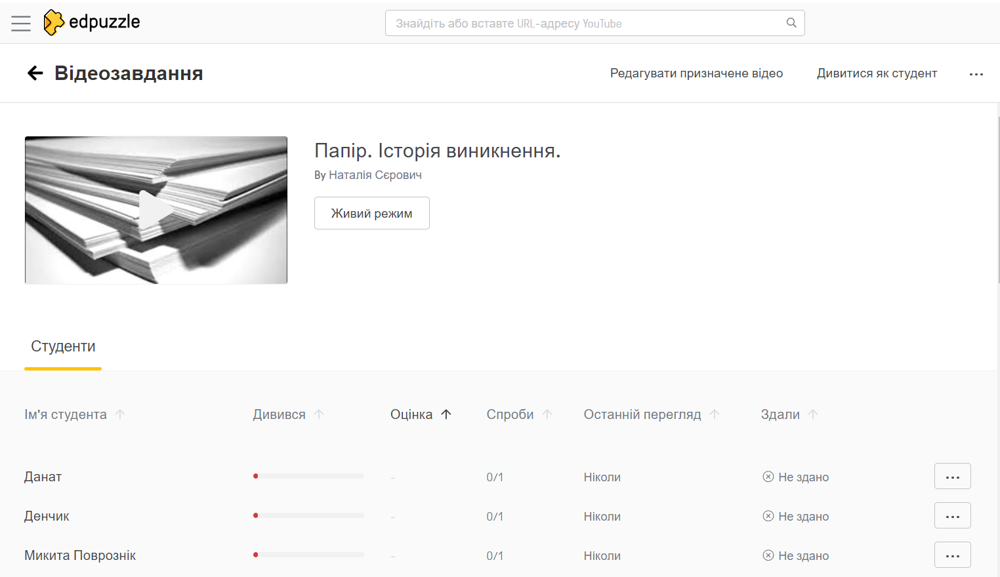 edpuzzle
Знайдіть або вставте URL-адресу YouTube
Відеозавдання
Редагувати призначене відео
Дивитися як студент
...
Папір. Історія виникнення.
By Наталія Сєрович
Живий режим
Студенти
Ім'я студента ↑ Дивився ↑ Оцінка ↑ Спроби ↑ Останній перегляд ↑ Здали ↑
Данат - 0/1 Ніколи Не здано ...
Денчик - 0/1 Ніколи Не здано ...
Микита Поврознік - 0/1 Ніколи Не здано ...